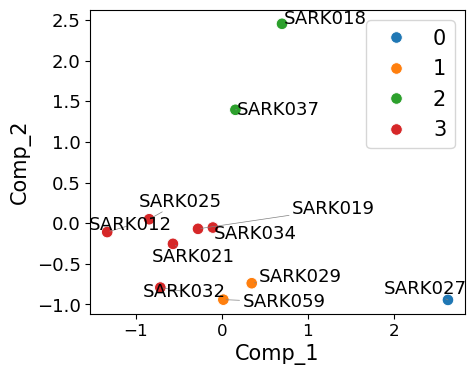 2.5
2.0
1.5
1.0
0.5
0.0
−0.5
−1.0
Comp_2
SARK018
SARK037
SARK025
SARK019
SARK012
SARK034
SARK021
SARK029
SARK032
SARK027
SARK059
0
1
2
3
−1
0
1
2
Comp_1